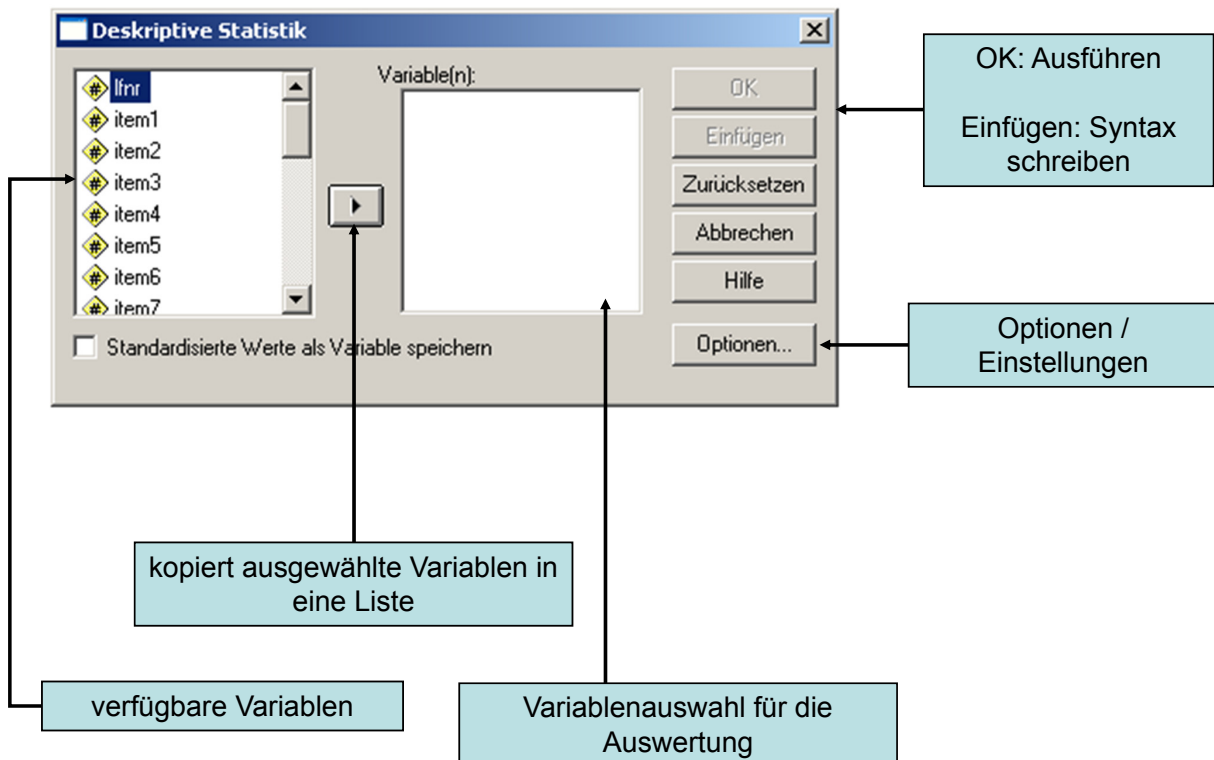 Deskriptive Statistik
lfnr
item1
item2
item3
item4
item5
item6
item7
Variable(n):
OK
Einfügen
Zurücksetzen
Abbrechen
Hilfe
Optionen...
Standardisierte Werte als Variable speichern
OK: Ausführen
Einfügen: Syntax
schreiben
Optionen /
Einstellungen
kopiert ausgewählte Variablen in
eine Liste
verfügbare Variablen
Variablenauswahl für die
Auswertung